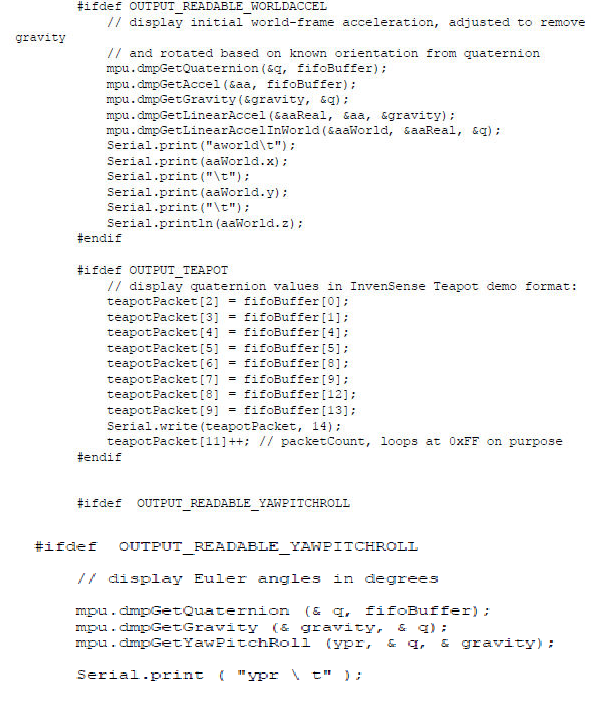 #ifdef OUTPUT_READABLE_WORLDACCEL
// display initial world-frame acceleration, adjusted to remove
gravity
// and rotated based on known orientation from quaternion
mpu.dmpGetQuaternion(&q, fifoBuffer);
mpu.dmpGetAccel(&aa, fifoBuffer);
mpu.dmpGetGravity(&gravity, &q);
mpu.dmpGetLinearAccel(&aaReal, &aa, &gravity);
mpu.dmpGetLinearAccelInWorld(&aaWorld, &aaReal, &q);
Serial.print("aworld\t");
Serial.print(aaWorld.x);
Serial.print("\t");
Serial.print(aaWorld.y);
Serial.print("\t");
Serial.println(aaWorld.z);
#endif
#ifdef OUTPUT_TEAPOT
// display quaternion values in InvenSense Teapot demo format:
teapotPacket[2] = fifoBuffer[0];
teapotPacket[3] = fifoBuffer[1];
teapotPacket[4] = fifoBuffer[4];
teapotPacket[5] = fifoBuffer[5];
teapotPacket[6] = fifoBuffer[8];
teapotPacket[7] = fifoBuffer[9];
teapotPacket[8] = fifoBuffer[12];
teapotPacket[9] = fifoBuffer[13];
Serial.write(teapotPacket, 14);
teapotPacket[11]++; // packetCount, loops at 0xFF on purpose
#endif
#ifdef OUTPUT_READABLE_YAWPITCHROLL
#ifdef OUTPUT_READABLE_YAWPITCHROLL
// display Euler angles in degrees
mpu.dmpGetQuaternion (& q, fifoBuffer);
mpu.dmpGetGravity (& gravity, & q);
mpu.dmpGetYawPitchRoll (ypr, & q, & gravity);
Serial.print ( "ypr \ t" );